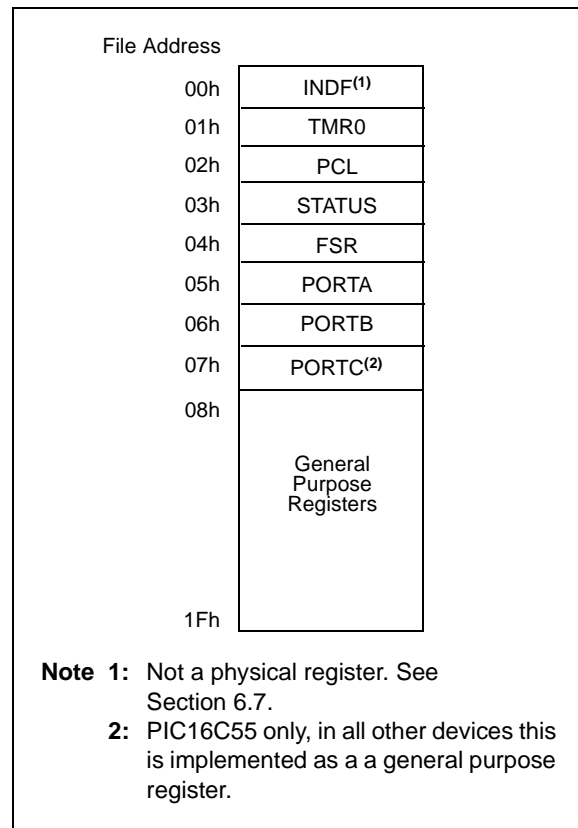 File Address
00h INDF(1)
01h TMR0
02h PCL
03h STATUS
04h FSR
05h PORTA
06h PORTB
07h PORTC(2)
08h
General
Purpose
Registers
1Fh
Note 1: Not a physical register. See
Section 6.7.
2: PIC16C55 only, in all other devices this
is implemented as a a general purpose
register.